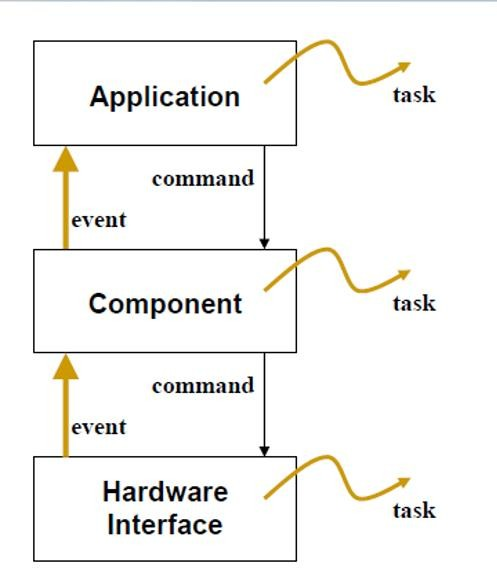 Application
task
command
event
Component
task
command
event
Hardware
Interface
task